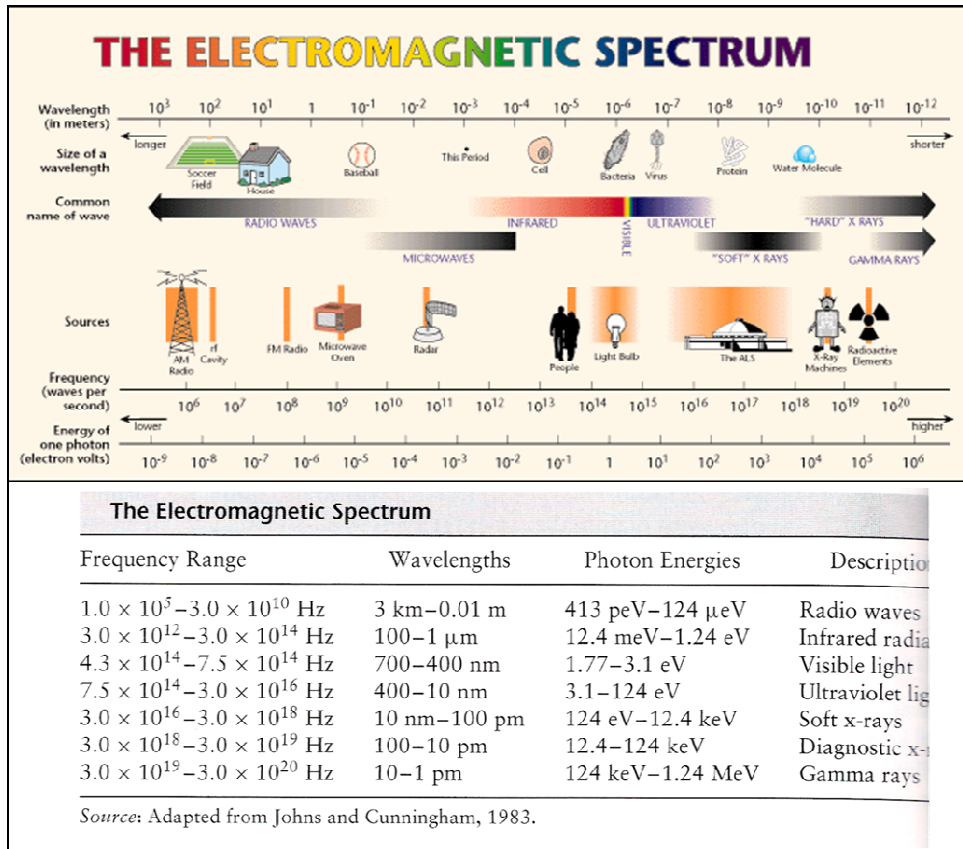 THE ELECTROMAGNETIC SPECTRUM
Wavelength (in meters) 10³ 10² 10¹ 1 10⁻¹ 10⁻² 10⁻³ 10⁻⁴ 10⁻⁵ 10⁻⁶ 10⁻⁷ 10⁻⁸ 10⁻⁹ 10⁻¹⁰ 10⁻¹¹ 10⁻¹²
longer shorter
Size of a wavelength
Soccer Field
House
Baseball
This Period
Cell
Bacteria
Virus
Protein
Water Molecule
Common name of wave
RADIO WAVES INFRARED VISIBLE ULTRAVIOLET "HARD" X RAYS
MICROWAVES "SOFT" X RAYS GAMMA RAYS
Sources
AM Radio
rf Cavity
FM Radio
Microwave Oven
Radar
People
Light Bulb
The ALS
X-Ray Machines
Radioactive Elements
Frequency (waves per second) 10⁶ 10⁷ 10⁸ 10⁹ 10¹⁰ 10¹¹ 10¹² 10¹³ 10¹⁴ 10¹⁵ 10¹⁶ 10¹⁷ 10¹⁸ 10¹⁹ 10²⁰
lower higher
Energy of one photon (electron volts) 10⁻⁹ 10⁻⁸ 10⁻⁷ 10⁻⁶ 10⁻⁵ 10⁻⁴ 10⁻³ 10⁻² 10⁻¹ 1 10¹ 10² 10³ 10⁴ 10⁵ 10⁶
The Electromagnetic Spectrum
Frequency Range Wavelengths Photon Energies Descriptio
1.0 × 10⁵–3.0 × 10¹⁰ Hz 3 km–0.01 m 413 peV–124 μeV Radio waves
3.0 × 10¹²–3.0 × 10¹⁴ Hz 100–1 μm 12.4 meV–1.24 eV Infrared radia
4.3 × 10¹⁴–7.5 × 10¹⁴ Hz 700–400 nm 1.77–3.1 eV Visible light
7.5 × 10¹⁴–3.0 × 10¹⁶ Hz 400–10 nm 3.1–124 eV Ultraviolet lig
3.0 × 10¹⁶–3.0 × 10¹⁸ Hz 10 nm–100 pm 124 eV–12.4 keV Soft x-rays
3.0 × 10¹⁸–3.0 × 10¹⁹ Hz 100–10 pm 12.4–124 keV Diagnostic x-
3.0 × 10¹⁹–3.0 × 10²⁰ Hz 10–1 pm 124 keV–1.24 MeV Gamma rays
Source: Adapted from Johns and Cunningham, 1983.